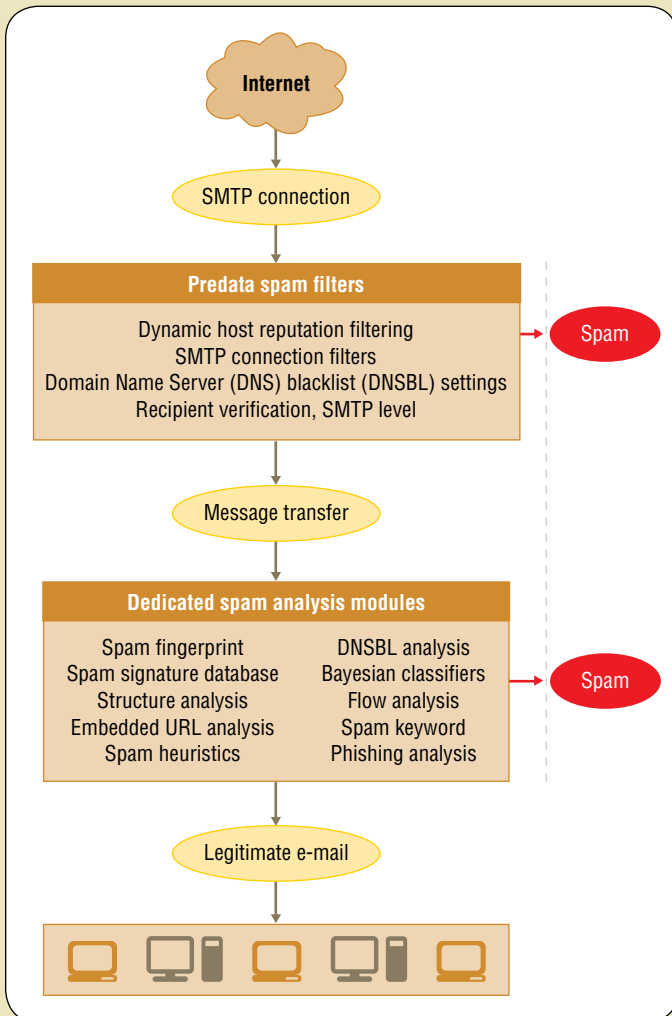 Internet
SMTP connection
Predata spam filters
Dynamic host reputation filtering
SMTP connection filters
Domain Name Server (DNS) blacklist (DNSBL) settings
Recipient verification, SMTP level
Spam
Message transfer
Dedicated spam analysis modules
Spam fingerprint
Spam signature database
Structure analysis
Embedded URL analysis
Spam heuristics
DNSBL analysis
Bayesian classifiers
Flow analysis
Spam keyword
Phishing analysis
Spam
Legitimate e-mail